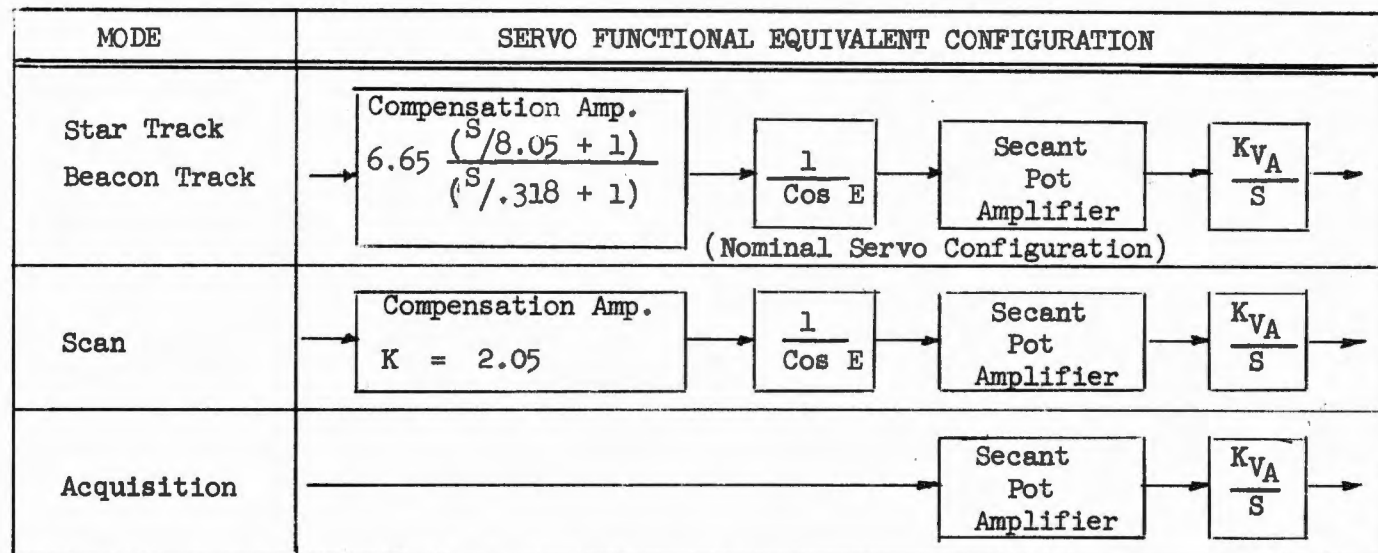 MODE
SERVO FUNCTIONAL EQUIVALENT CONFIGURATION
Star Track
Beacon Track
Compensation Amp.
6.65 (S/8.05 + 1)
(S/.318 + 1)
1
Cos E
Secant
Pot
Amplifier
KVA
S
(Nominal Servo Configuration)
Scan
Compensation Amp.
K = 2.05
1
Cos E
Secant
Pot
Amplifier
KVA
S
Acquisition
Secant
Pot
Amplifier
KVA
S